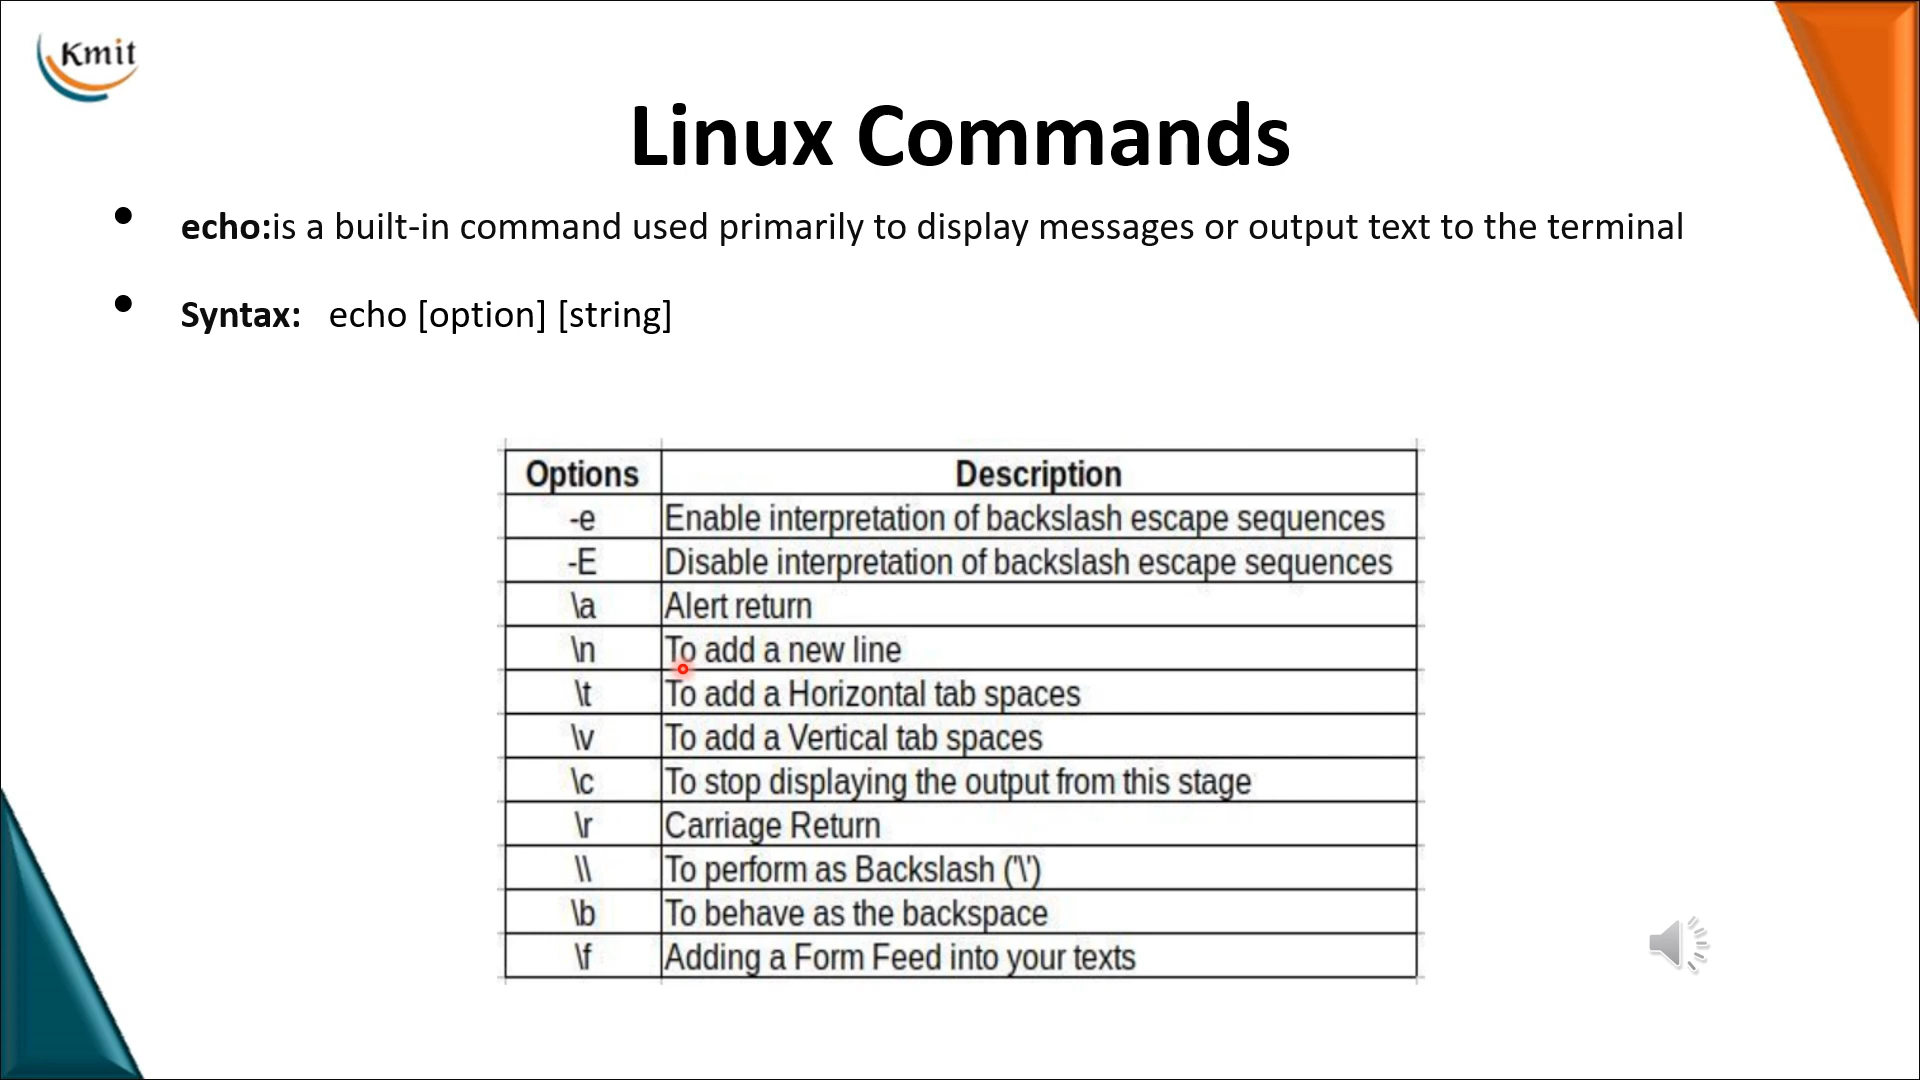 Kmit
Linux Commands
• echo:is a built-in command used primarily to display messages or output text to the terminal
• Syntax: echo [option] [string]
Options Description
-e Enable interpretation of backslash escape sequences
-E Disable interpretation of backslash escape sequences
\a Alert return
\n To add a new line
\t To add a Horizontal tab spaces
\v To add a Vertical tab spaces
\c To stop displaying the output from this stage
\r Carriage Return
\\ To perform as Backslash ('\')
\b To behave as the backspace
\f Adding a Form Feed into your texts